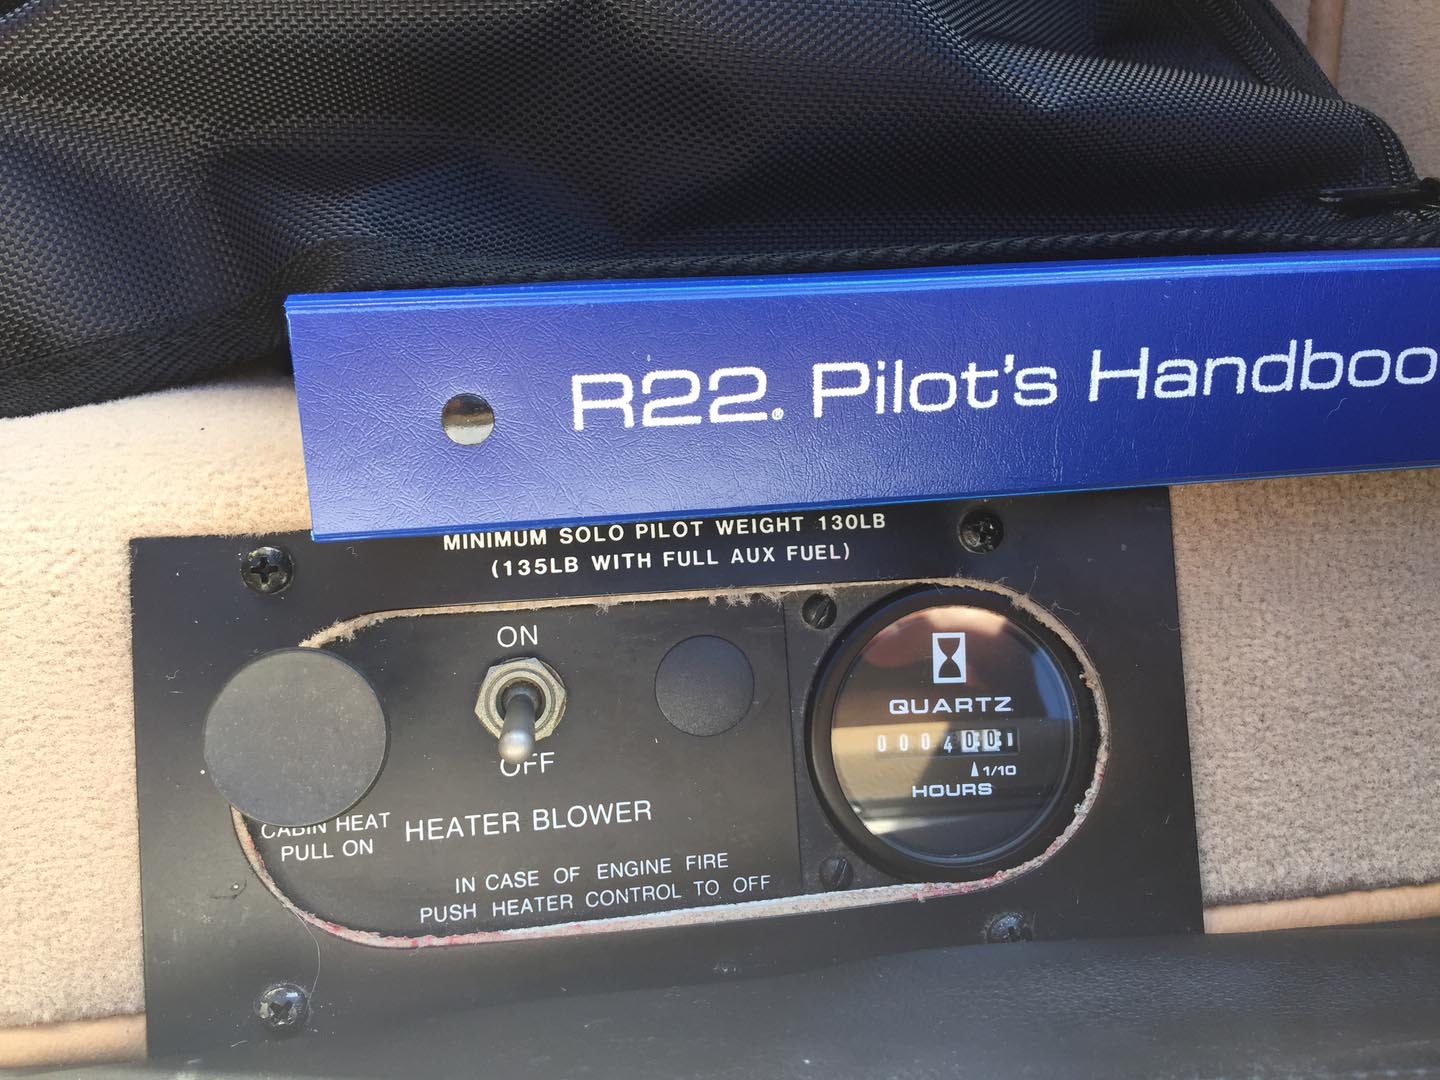 R22® Pilot's Handboo
MINIMUM SOLO PILOT WEIGHT 130LB
(135LB WITH FULL AUX FUEL)
ON
OFF
CABIN HEAT
PULL ON
HEATER BLOWER
IN CASE OF ENGINE FIRE
PUSH HEATER CONTROL TO OFF
QUARTZ
000400
1/10
HOURS